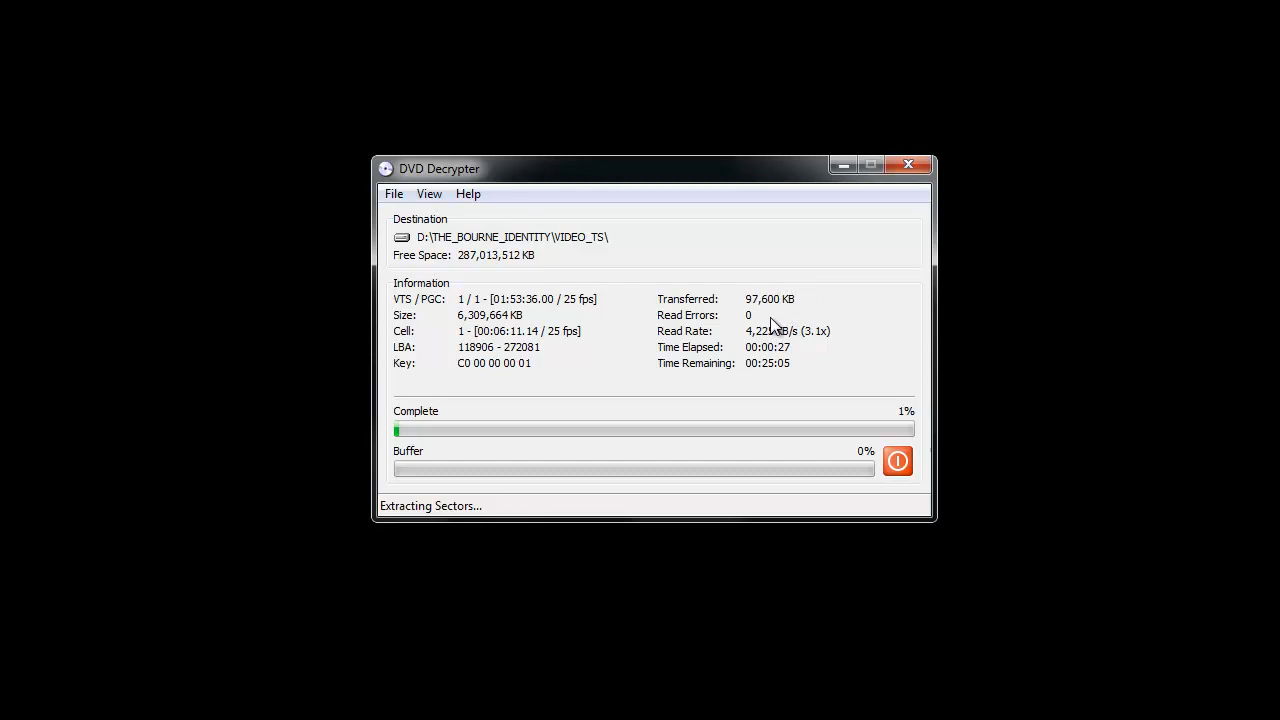 DVD Decrypter
File View Help
Destination
D:\THE_BOURNE_IDENTITY\VIDEO_TS\
Free Space: 287,013,512 KB
Information
VTS / PGC: 1 / 1 - [01:53:36.00 / 25 fps]
Size: 6,309,664 KB
Cell: 1 - [00:06:11.14 / 25 fps]
LBA: 118906 - 272081
Key: C0 00 00 00 01
Transferred: 97,600 KB
Read Errors: 0
Read Rate: (3.1x)
Time Elapsed: 00:00:27
Time Remaining: 00:25:05
Complete 1%
Buffer 0%
Extracting Sectors...